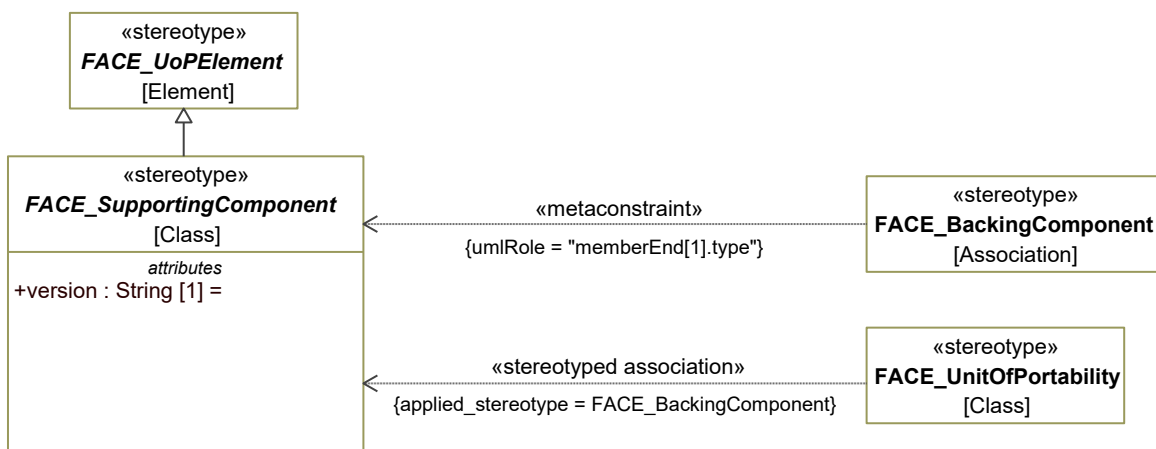 «stereotype»
FACE_UoPElement
[Element]
«stereotype»
FACE_SupportingComponent
[Class]
attributes
+version : String [1] =
«metaconstraint»
{umlRole = "memberEnd[1].type"}
«stereotype»
FACE_BackingComponent
[Association]
«stereotyped association»
{applied_stereotype = FACE_BackingComponent}
«stereotype»
FACE_UnitOfPortability
[Class]